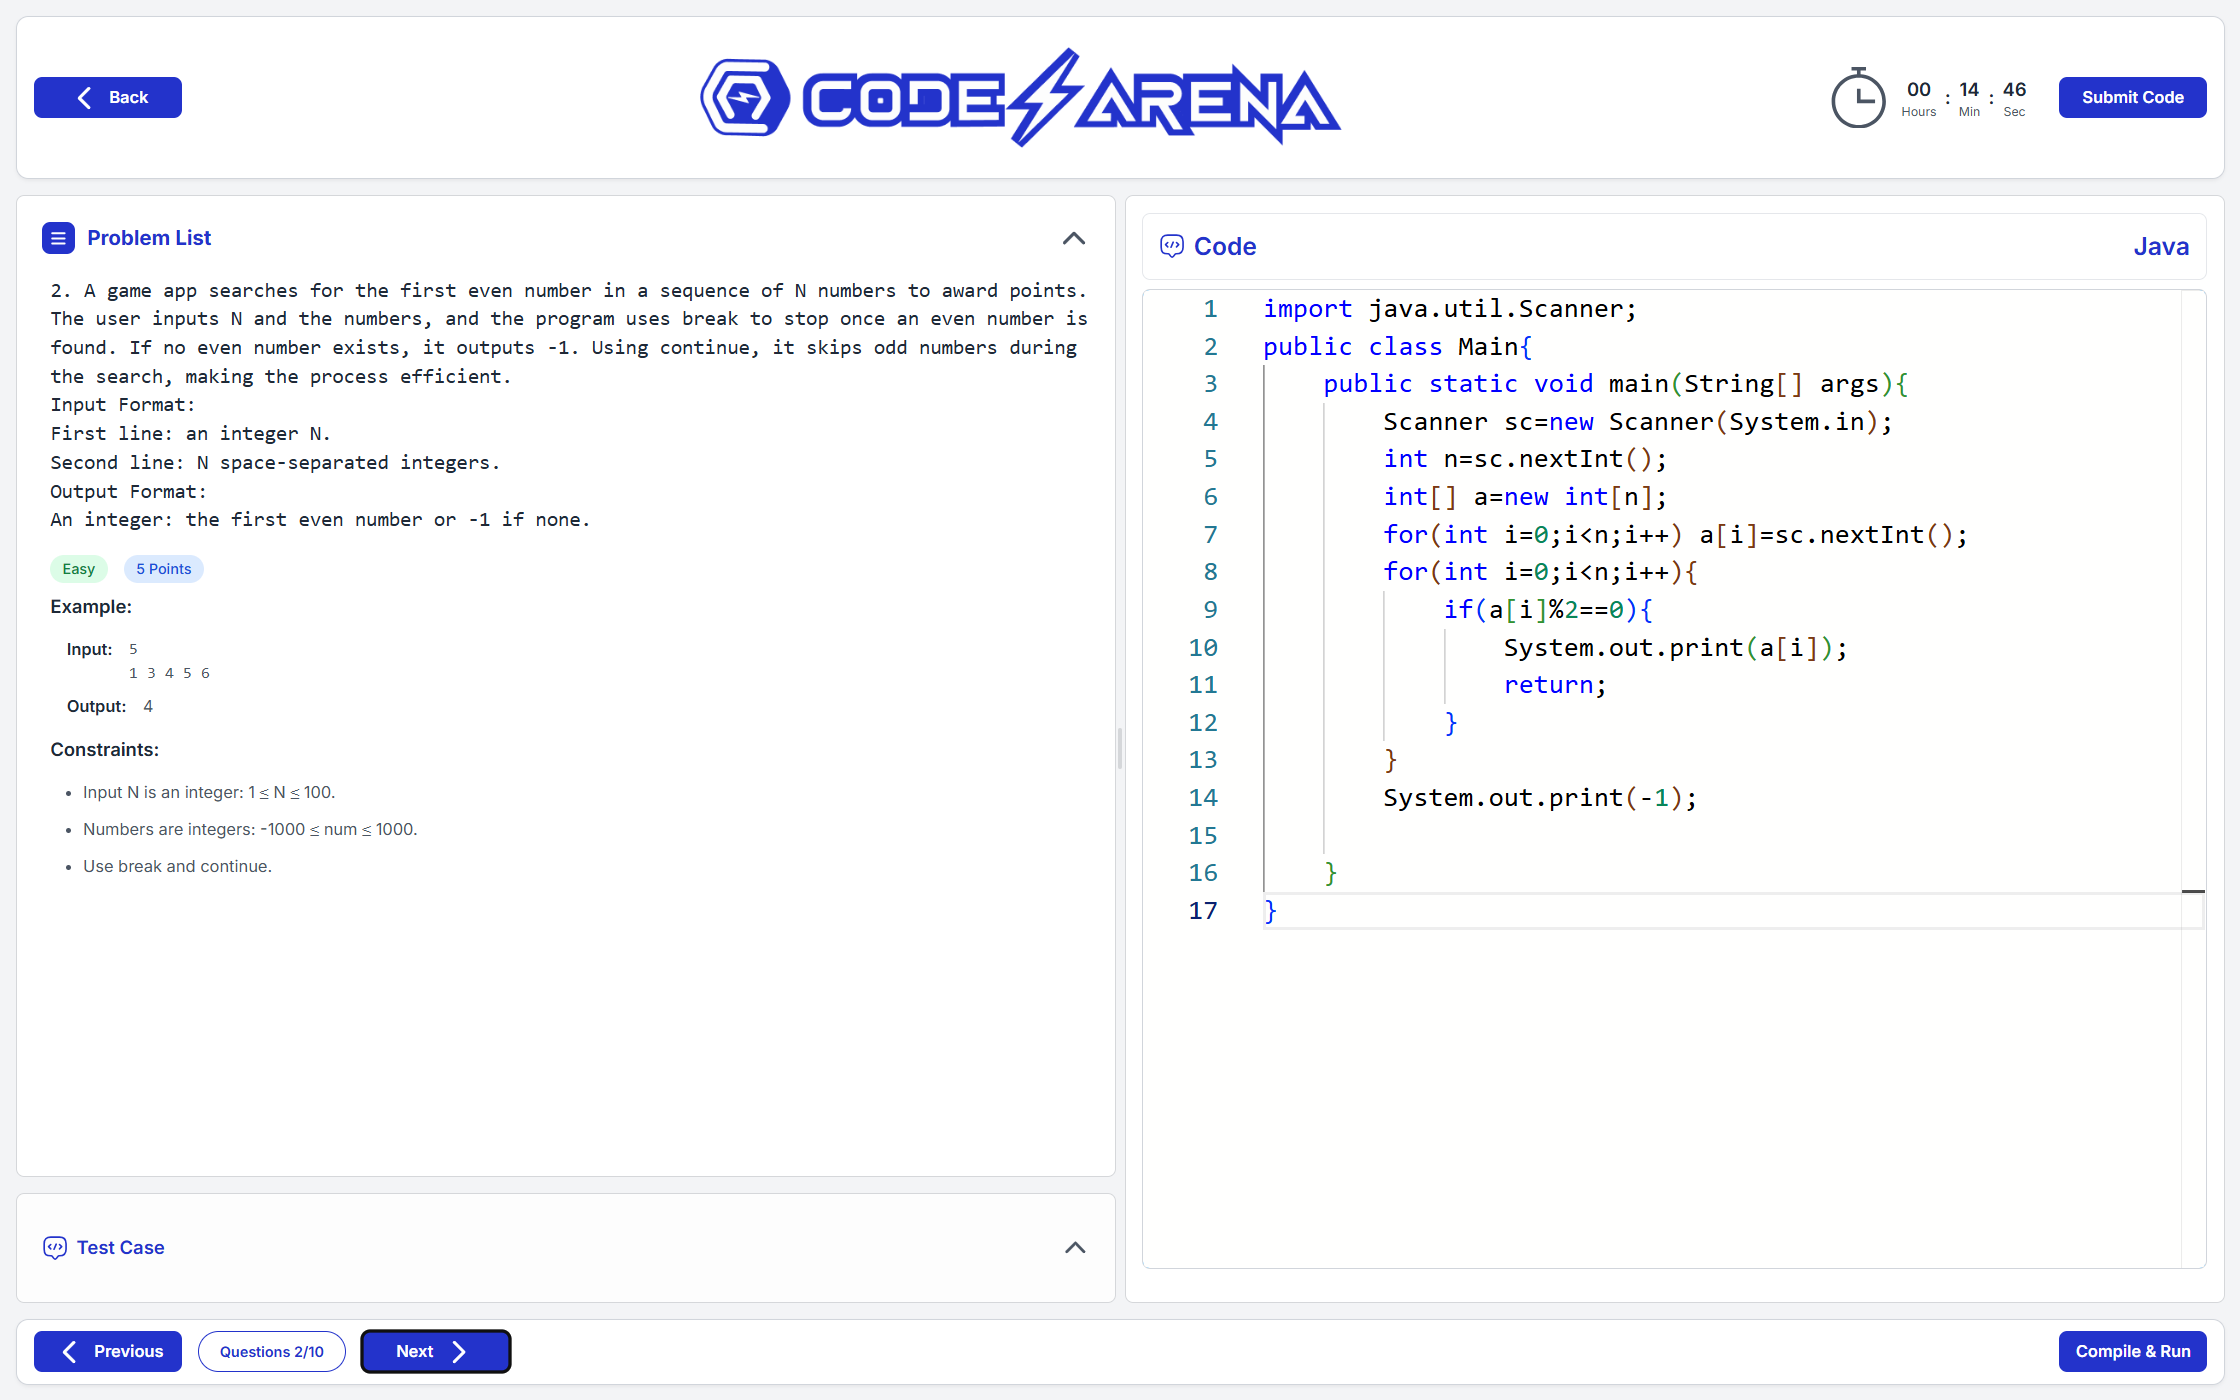 Back
CODE ARENA
00 : 14 : 46
Hours Min Sec
Submit Code
Problem List
2. A game app searches for the first even number in a sequence of N numbers to award points.
The user inputs N and the numbers, and the program uses break to stop once an even number is
found. If no even number exists, it outputs -1. Using continue, it skips odd numbers during
the search, making the process efficient.
Input Format:
First line: an integer N.
Second line: N space-separated integers.
Output Format:
An integer: the first even number or -1 if none.
Easy 5 Points
Example:
Input: 5
1 3 4 5 6
Output: 4
Constraints:
• Input N is an integer: 1 ≤ N ≤ 100.
• Numbers are integers: -1000 ≤ num ≤ 1000.
• Use break and continue.
Test Case
Code
Java
1 import java.util.Scanner;
2 public class Main{
3     public static void main(String[] args){
4         Scanner sc=new Scanner(System.in);
5         int n=sc.nextInt();
6         int[] a=new int[n];
7         for(int i=0;i<n;i++) a[i]=sc.nextInt();
8         for(int i=0;i<n;i++){
9             if(a[i]%2==0){
10                 System.out.print(a[i]);
11                 return;
12             }
13         }
14         System.out.print(-1);
15
16     }
17 }
Previous
Questions 2/10
Next
Compile & Run